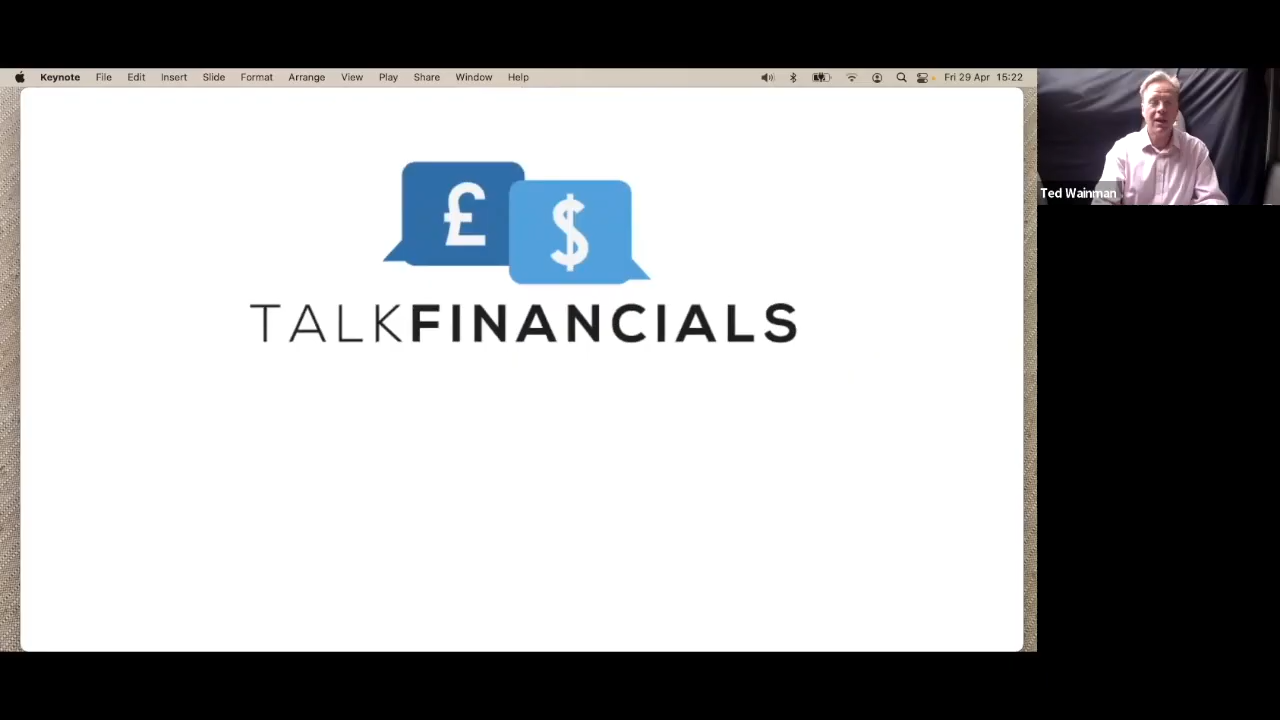 Keynote File Edit Insert Slide Format Arrange View Play Share Window Help Fri 29 Apr 15:22
Ted Wainman
£ $
TALKFINANCIALS